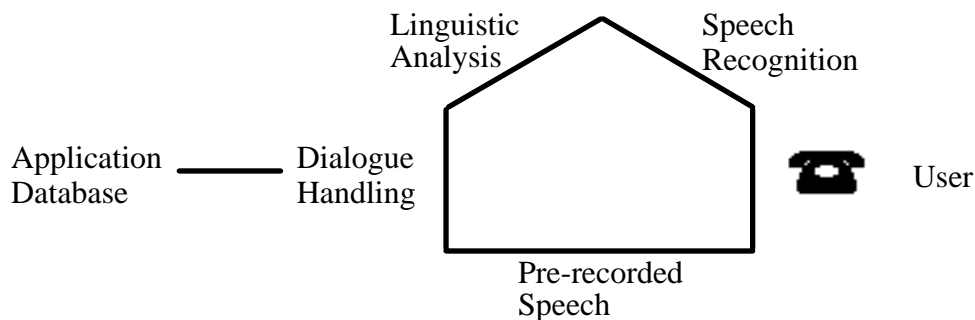 Linguistic
Analysis
Speech
Recognition
Application
Database
Dialogue
Handling
User
Pre-recorded
Speech